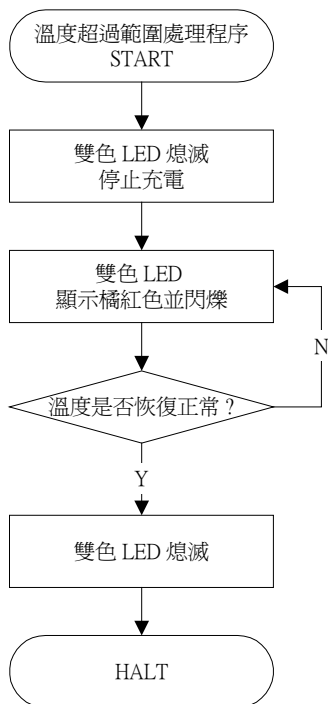 溫度超過範圍處理程序
START
雙色 LED 熄滅
停止充電
雙色 LED
顯示橘紅色並閃爍
N
溫度是否恢復正常？
Y
雙色 LED 熄滅
HALT